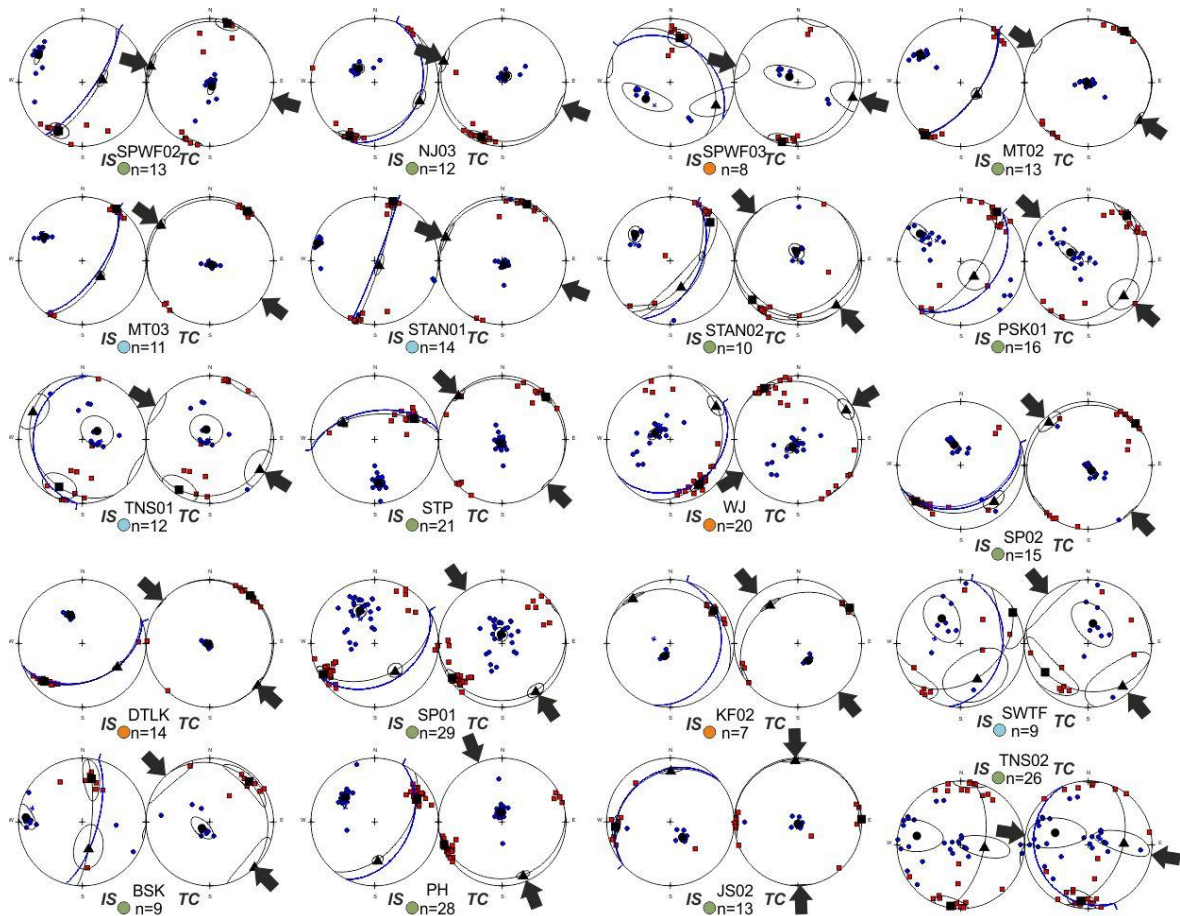 N N N N
W E
SPWF02 NJ03 SPWF03 MT02
IS TC IS TC IS TC IS TC
n=13 n=12 n=8 n=13
S S S S
N N N N
W E
MT03 STAN01 STAN02 PSK01
IS TC IS TC IS TC IS TC
n=11 n=14 n=10 n=16
S S S S
N N N N
W E
TNS01 STP WJ SP02
IS TC IS TC IS TC IS TC
n=12 n=21 n=20 n=15
S S S S
N N N N
W E
DTLK SP01 KF02 SWTF
IS TC IS TC IS TC IS TC
n=14 n=29 n=7 n=9
S S S S
N N N TNS02
IS TC
n=26
N
W E
BSK PH JS02
IS TC IS TC IS TC
n=9 n=28 n=13
S S S S